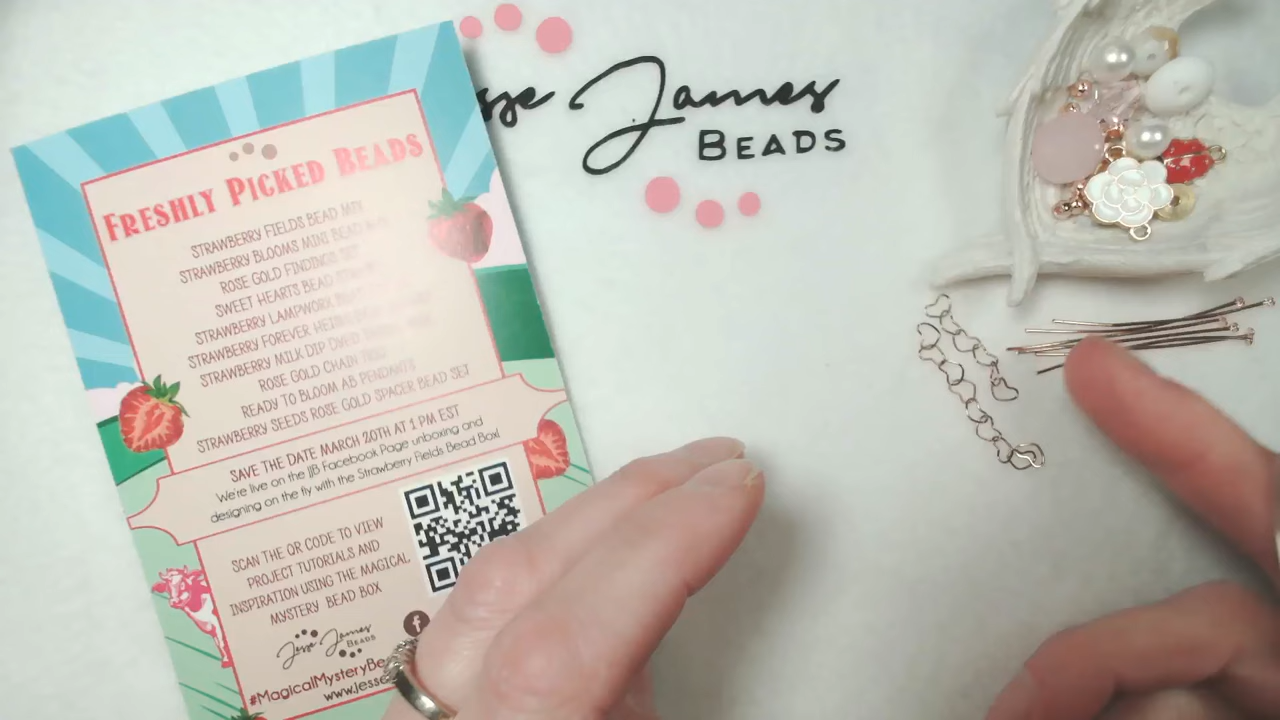 Jesse James
BEADS
FRESHLY PICKED BEADS
STRAWBERRY FIELDS BEAD MIX
STRAWBERRY BLOOMS MINI BEAD
ROSE GOLD FINDINGS SET
SWEET HEARTS BEAD
STRAWBERRY LAMPWORK
STRAWBERRY FOREVER
STRAWBERRY MILK DIP DYED
ROSE GOLD CHAIN
READY TO BLOOM AB PENDANTS
STRAWBERRY SEEDS ROSE GOLD SPACER BEAD SET
SAVE THE DATE MARCH 20TH AT 1 PM EST
We're live on the JJB Facebook Page unboxing and
designing on the fly with the Strawberry Fields Bead Box!
SCAN THE QR CODE TO VIEW
PROJECT TUTORIALS AND
INSPIRATION USING THE MAGICAL
MYSTERY BEAD BOX
f
Jesse James
BEADS
#MagicalMysteryBe
www.jesse